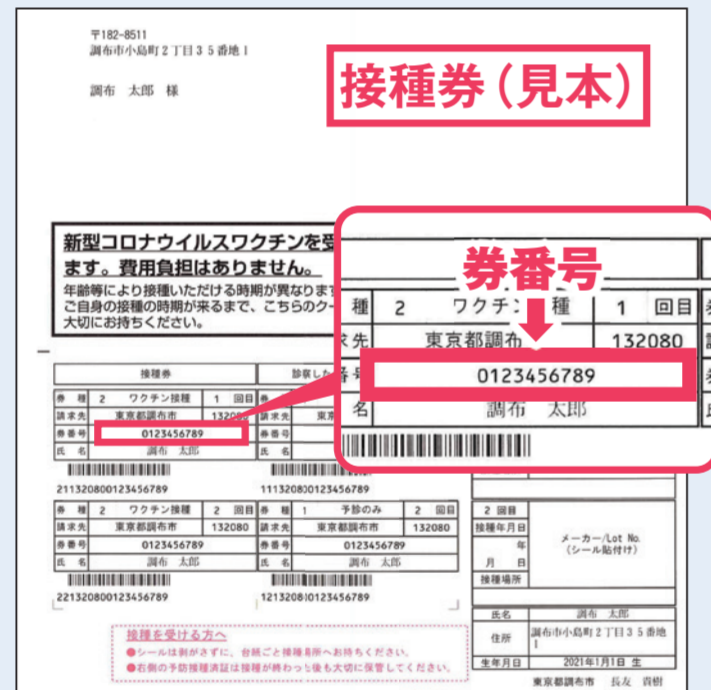 〒182-8511
調布市小島町2丁目35番地1
調布 太郎 様
接種券(見本)
新型コロナウイルスワクチンを受
ます。費用負担はありません。
年齢等により接種いただける時期が異なります
ご自身の接種の時期が来るまで、こちらのクー
大切にお持ちください。
券番号
種 2 ワクチン 種 1 回目
先 東京都調布 132080
番号 0123456789
名 調布 太郎
接種券
診察した
券種 2 ワクチン接種 1 回目
請求先 東京都調布市 132080
券番号 0123456789
氏名 調布 太郎
請求先
券番号
氏名
211320800123456789
111320800123456789
券種 2 ワクチン接種 2 回目
請求先 東京都調布市 132080
券番号 0123456789
氏名 調布 太郎
221320800123456789
券種 1 予診のみ 2 回目
請求先 東京都調布市 132080
券番号 0123456789
氏名 調布 太郎
121320800123456789
2 回目
接種年月日
年
月 日
接種場所
メーカー/Lot No.
(シール貼付け)
氏名 調布 太郎
住所 調布市小島町2丁目35番地
1
生年月日 2021年1月1日 生
東京都調布市 長友 貴樹
接種を受ける方へ
●シールは剥がさずに、台紙ごと接種場所へお持ちください。
●右側の予防接種済証は接種が終わった後も大切に保管してください。